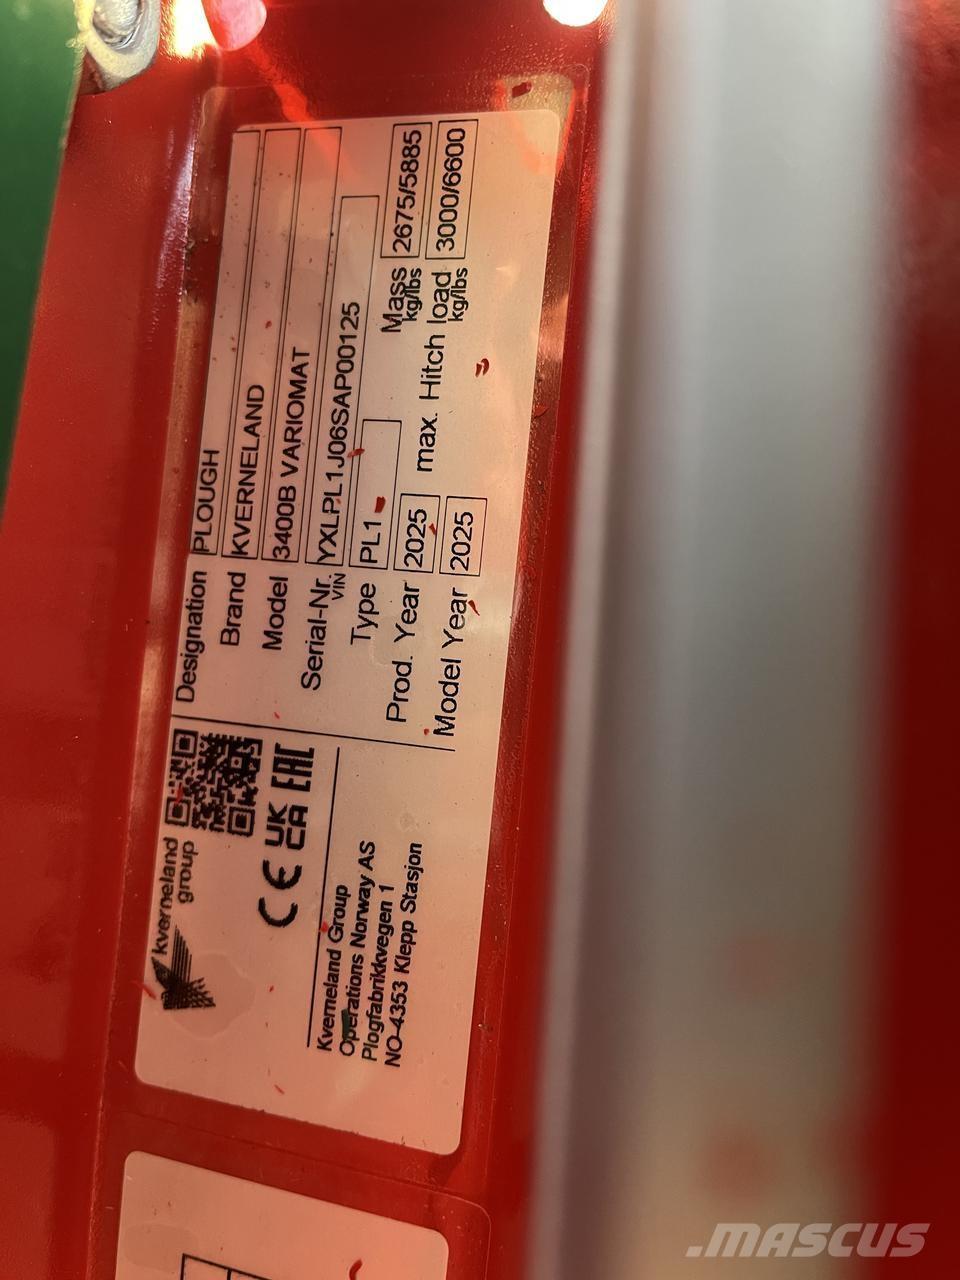 kverneland
group
CE UK
CA EAC
Kverneland Group
Operations Norway AS
Plogfabrikkvegen 1
NO-4353 Klepp Stasjon
Designation PLOUGH
Brand KVERNELAND
Model 3400B VARIOMAT
Serial-Nr. YXLPL1J06SAP00125
VIN
Type PL1
Prod. Year 2025 Mass 2675/5885
kg/lbs
Model Year 2025 max. Hitch load 3000/6600
kg/lbs
.MASCUS